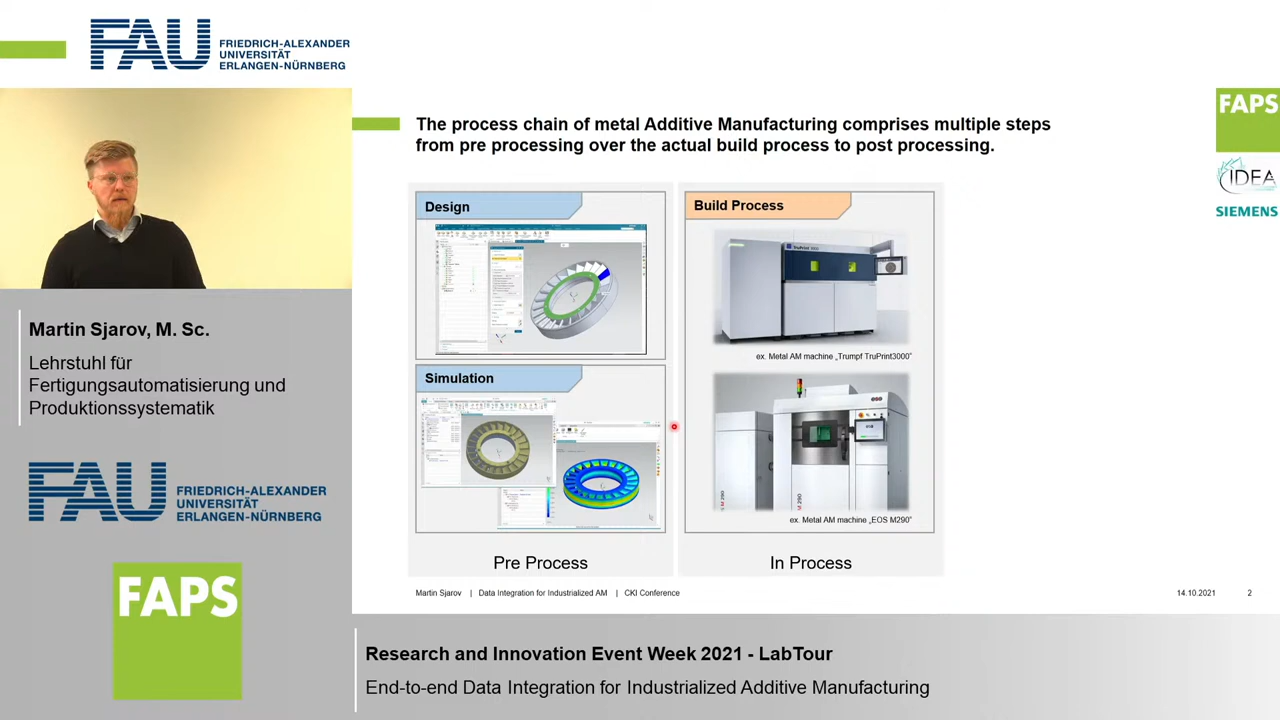 FAU FRIEDRICH-ALEXANDER
UNIVERSITÄT
ERLANGEN-NÜRNBERG
The process chain of metal Additive Manufacturing comprises multiple steps
from pre processing over the actual build process to post processing.
FAPS
IDEA
SIEMENS
Design
Build Process
ex. Metal AM machine „Trumpf TruPrint3000“
Simulation
ex. Metal AM machine „EOS M290“
Pre Process
In Process
Martin Sjarov | Data Integration for Industrialized AM | CKI Conference
14.10.2021
2
Martin Sjarov, M. Sc.
Lehrstuhl für
Fertigungsautomatisierung und
Produktionssystematik
FAU FRIEDRICH-ALEXANDER
UNIVERSITÄT
ERLANGEN-NÜRNBERG
FAPS
Research and Innovation Event Week 2021 - LabTour
End-to-end Data Integration for Industrialized Additive Manufacturing